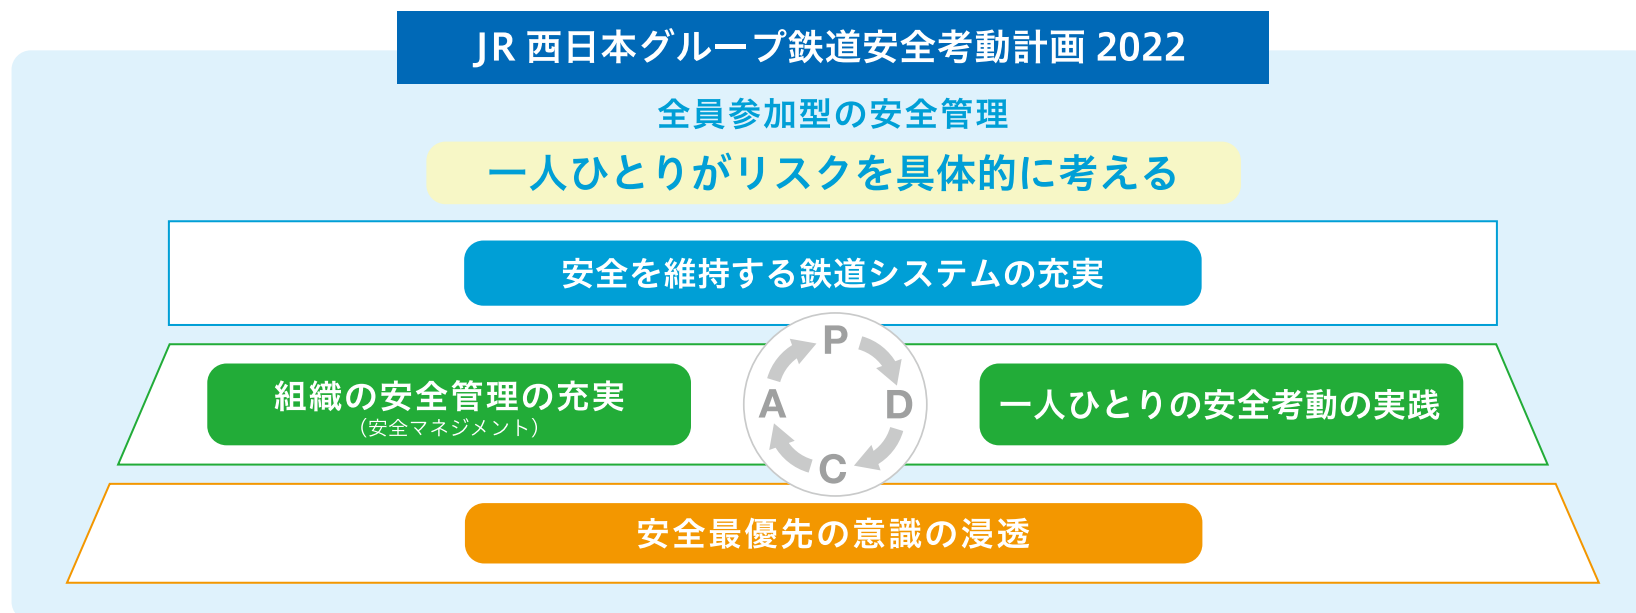 JR 西日本グループ鉄道安全考動計画 2022
全員参加型の安全管理
一人ひとりがリスクを具体的に考える
安全を維持する鉄道システムの充実
組織の安全管理の充実
（安全マネジメント）
P
D
C
A
一人ひとりの安全考動の実践
安全最優先の意識の浸透